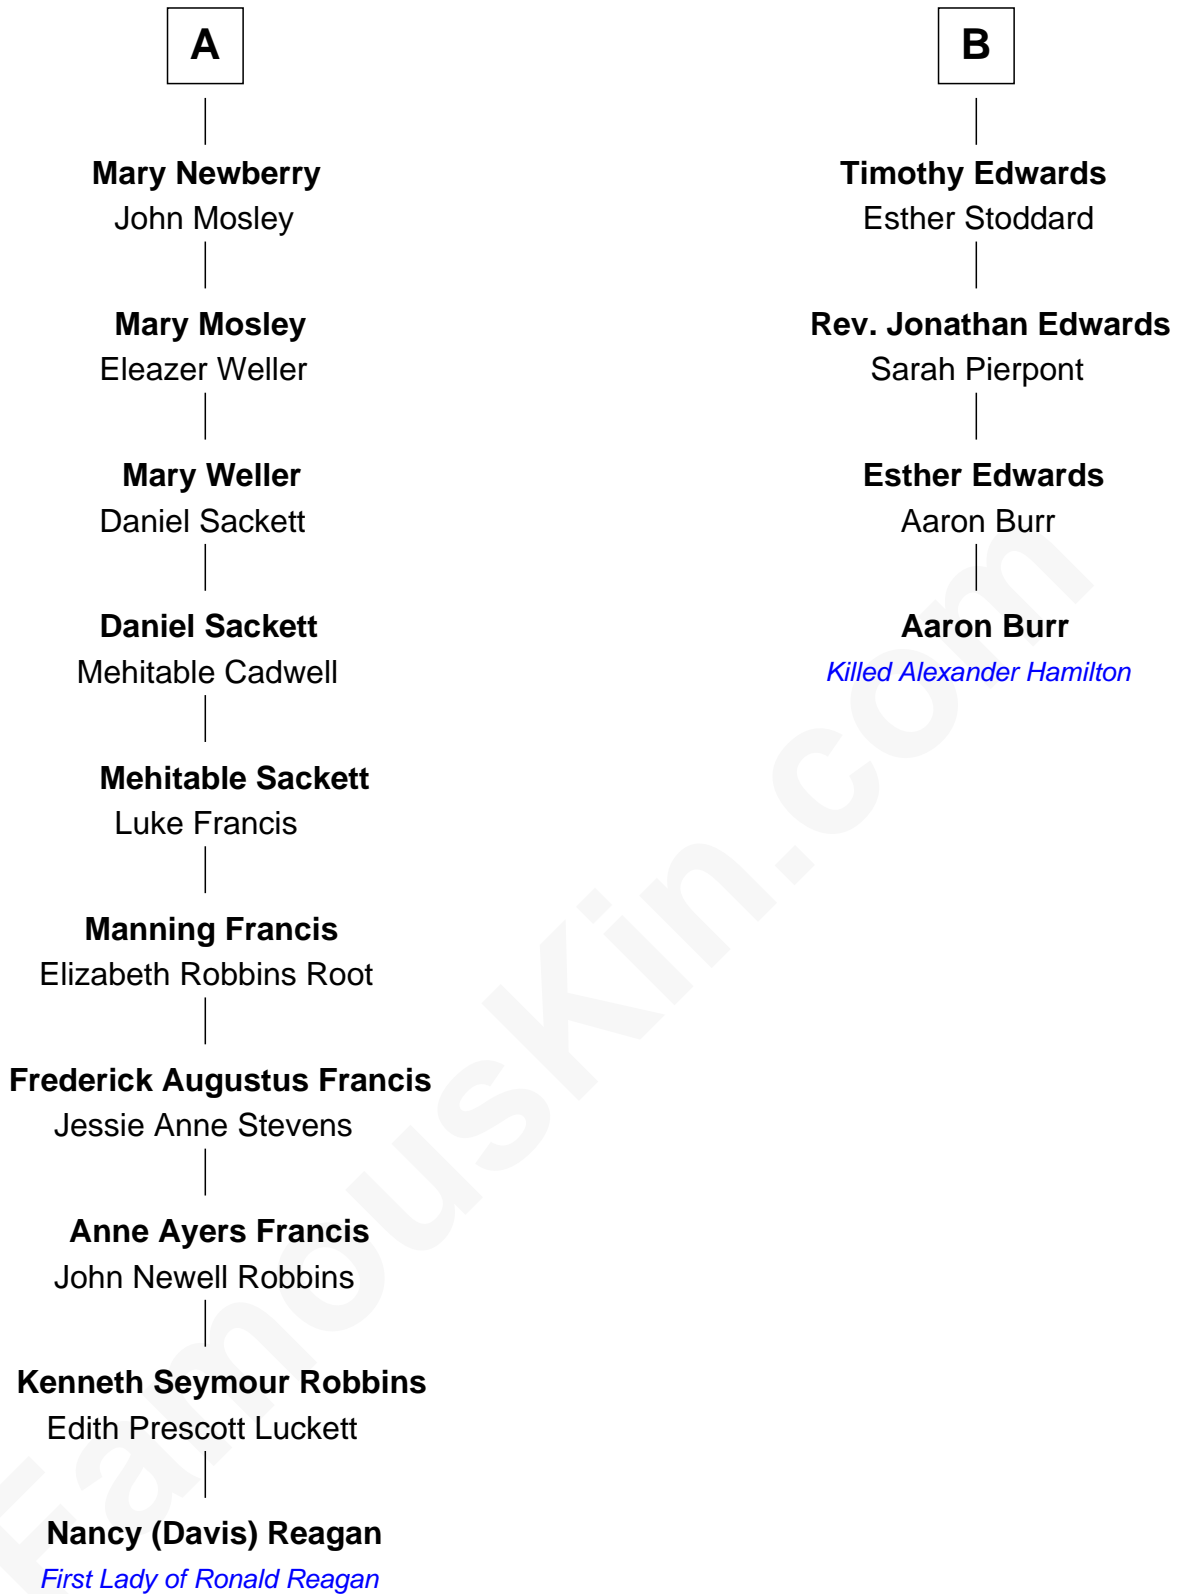 A
Mary Newberry
John Mosley
Mary Mosley
Eleazer Weller
Mary Weller
Daniel Sackett
Daniel Sackett
Mehitable Cadwell
Mehitable Sackett
Luke Francis
Manning Francis
Elizabeth Robbins Root
Frederick Augustus Francis
Jessie Anne Stevens
Anne Ayers Francis
John Newell Robbins
Kenneth Seymour Robbins
Edith Prescott Luckett
Nancy (Davis) Reagan
First Lady of Ronald Reagan
B
Timothy Edwards
Esther Stoddard
Rev. Jonathan Edwards
Sarah Pierpont
Esther Edwards
Aaron Burr
Aaron Burr
Killed Alexander Hamilton
FamousKin.com